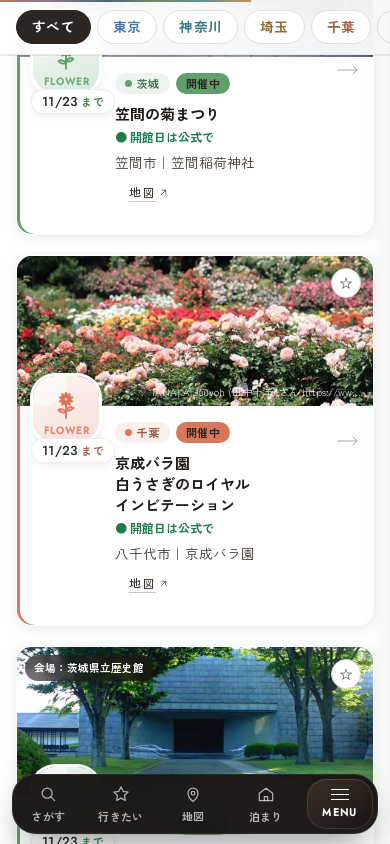 すべて
東京
神奈川
埼玉
千葉
FLOWER
11/23 まで
茨城
開催中
笠間の菊まつり
開館日は公式で
笠間市｜笠間稲荷神社
地図 ↗
FLOWER
11/23 まで
千葉
開催中
京成バラ園
白うさぎのロイヤル
インビテーション
開館日は公式で
八千代市｜京成バラ園
地図 ↗
会場：茨城県立歴史館
さがす
行きたい
地図
泊まり
MENU
11/23 まで